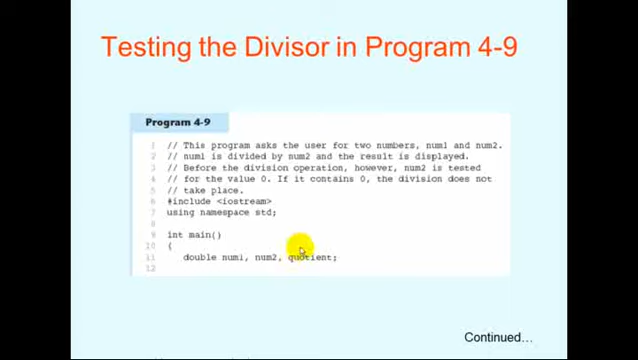 Testing the Divisor in Program 4-9
Program 4-9
1 // This program asks the user for two numbers, num1 and num2.
2 // num1 is divided by num2 and the result is displayed.
3 // Before the division operation, however, num2 is tested
4 // for the value 0. If it contains 0, the division does not
5 // take place.
6 #include <iostream>
7 using namespace std;
8
9 int main()
10 {
11 double num1, num2, quotient;
12
Continued…